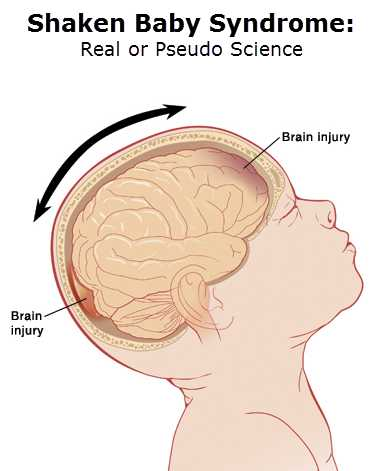 Shaken Baby Syndrome:
Real or Pseudo Science
Brain injury
Brain
injury